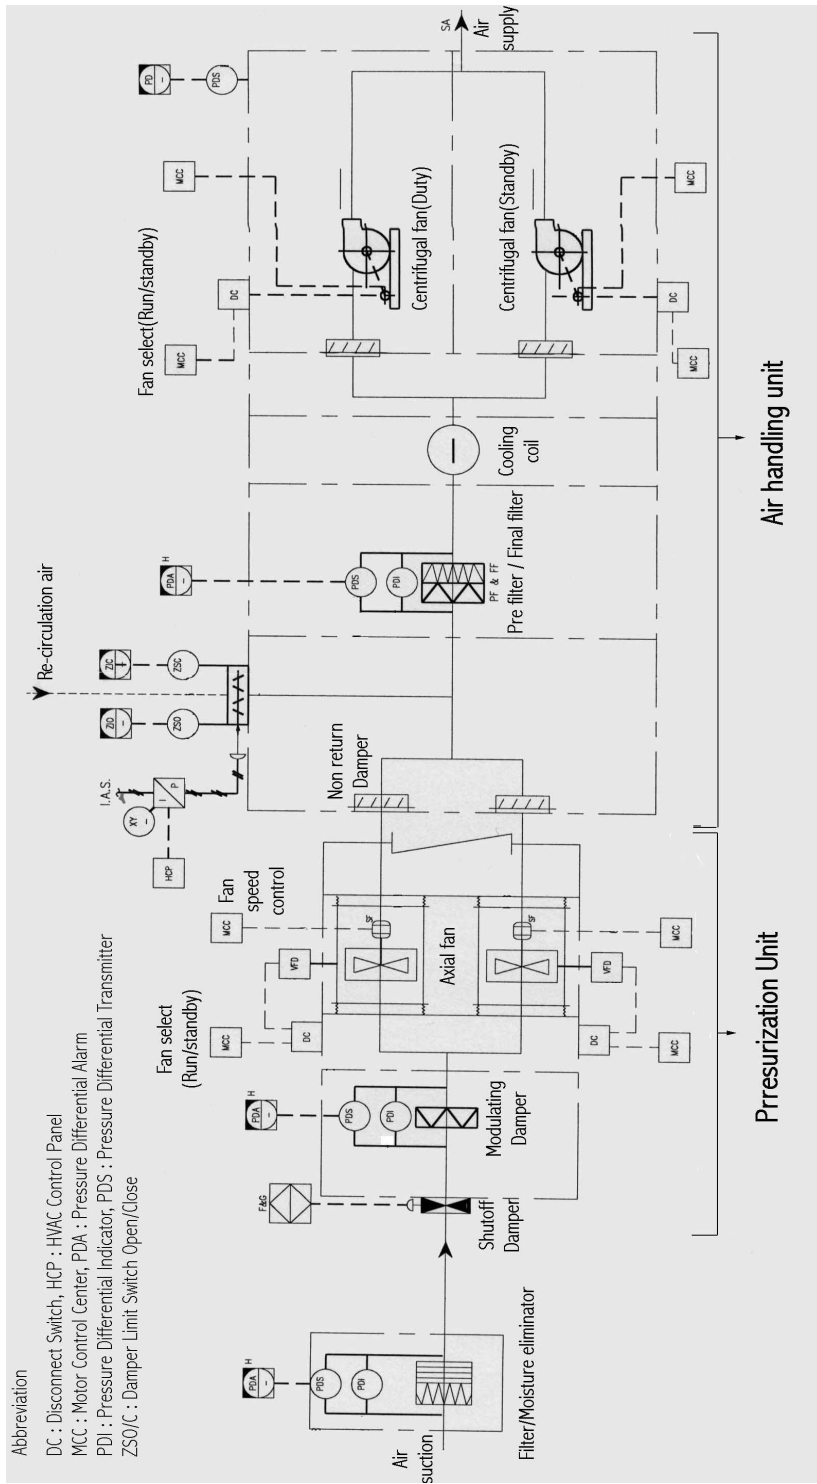 Abbreviation
DC : Disconnect Switch, HCP : HVAC Control Panel
MCC : Motor Control Center, PDA : Pressure Differential Alarm
PDI : Pressure Differential Indicator, PDS : Pressure Differential Transmitter
ZSO/C : Damper Limit Switch Open/Close
PDA
H
PDS
PDI
Filter/Moisture eliminator
Air
suction
F&G
Shutoff
Damper
PDA
H
PDS
PDI
Modulating
Damper
Fan select
(Run/standby)
MCC
DC
VFD
Fan
speed
control
MCC
SF
Axial fan
SF
VFD
DC
MCC
MCC
Prresurization Unit
HCP
XY
I.A.S.
I
P
Non return
Damper
ZIO
ZSO
ZIC
ZSC
Re-circulation air
PDA
H
PDS
PDI
PF & FF
Pre filter / Final filter
Cooling
coil
Fan select(Run/standby)
MCC
DC
MCC
PD
PDS
Centrifugal fan(Duty)
Centrifugal fan(Standby)
MCC
DC
MCC
SA
Air
supply
Air handling unit